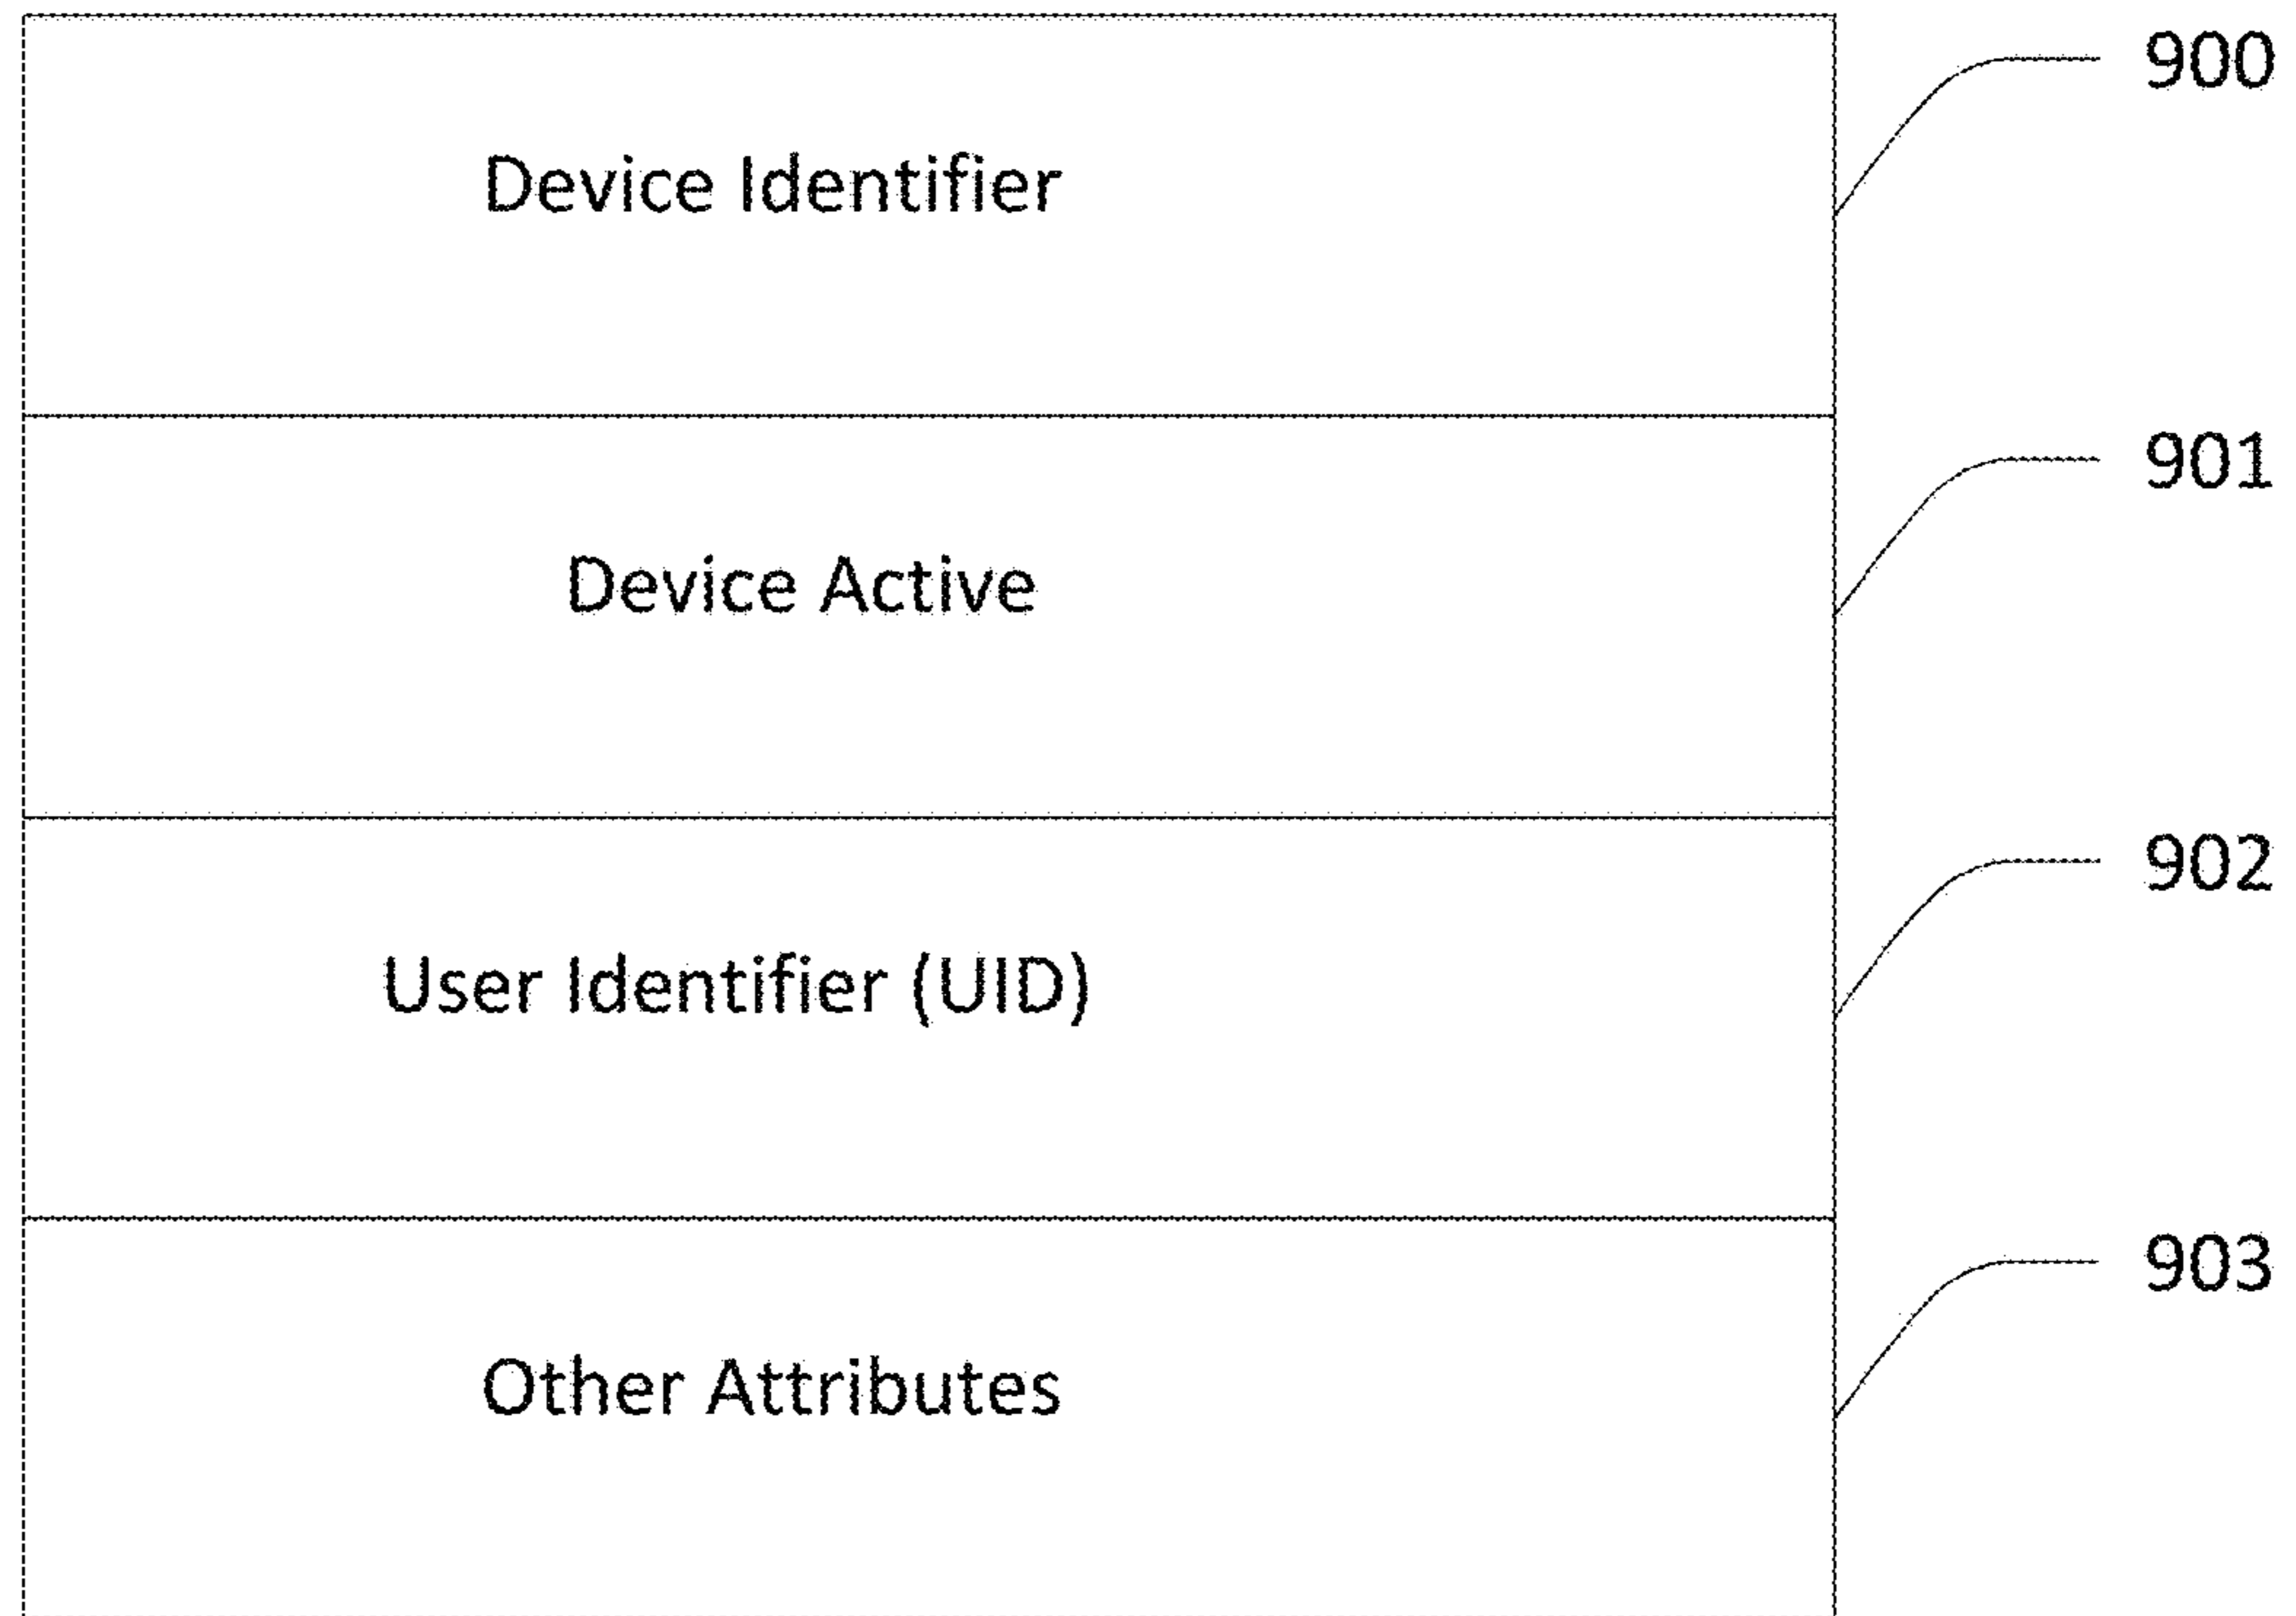 900
Device Identifier
901
Device Active
902
User Identifier (UID)
903
Other Attributes